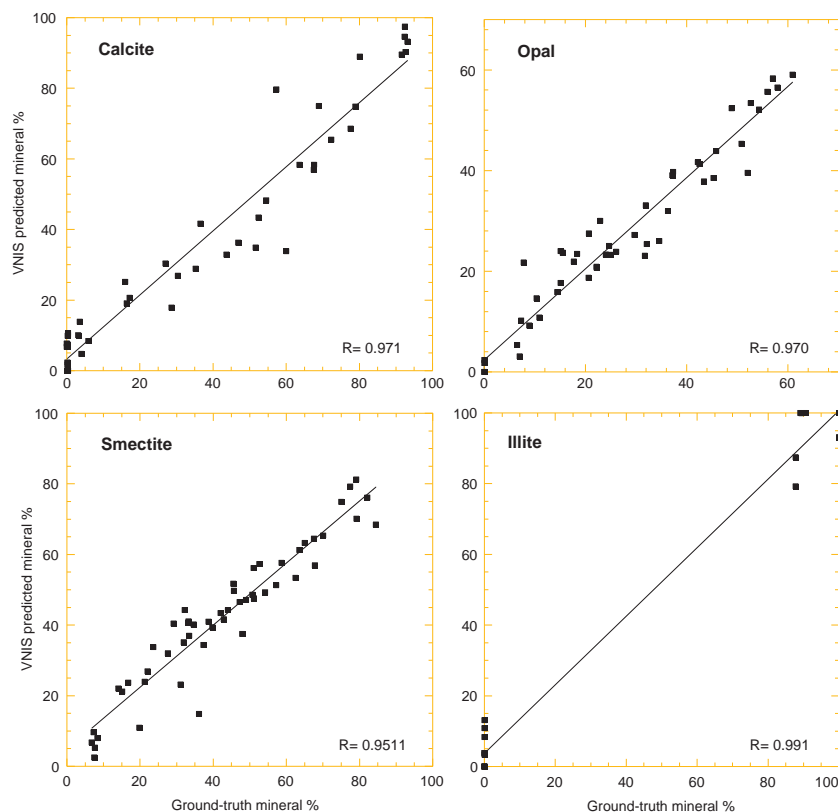 100
80
60
40
20
0
VNIS predicted mineral %
Calcite
R= 0.971
0 20 40 60 80 100
60
40
20
0
Opal
R= 0.970
0 20 40 60
100
80
60
40
20
0
VNIS predicted mineral %
Smectite
R= 0.9511
0 20 40 60 80 100
Ground-truth mineral %
100
80
60
40
20
0
Illite
R= 0.991
0 20 40 60 80 100
Ground-truth mineral %